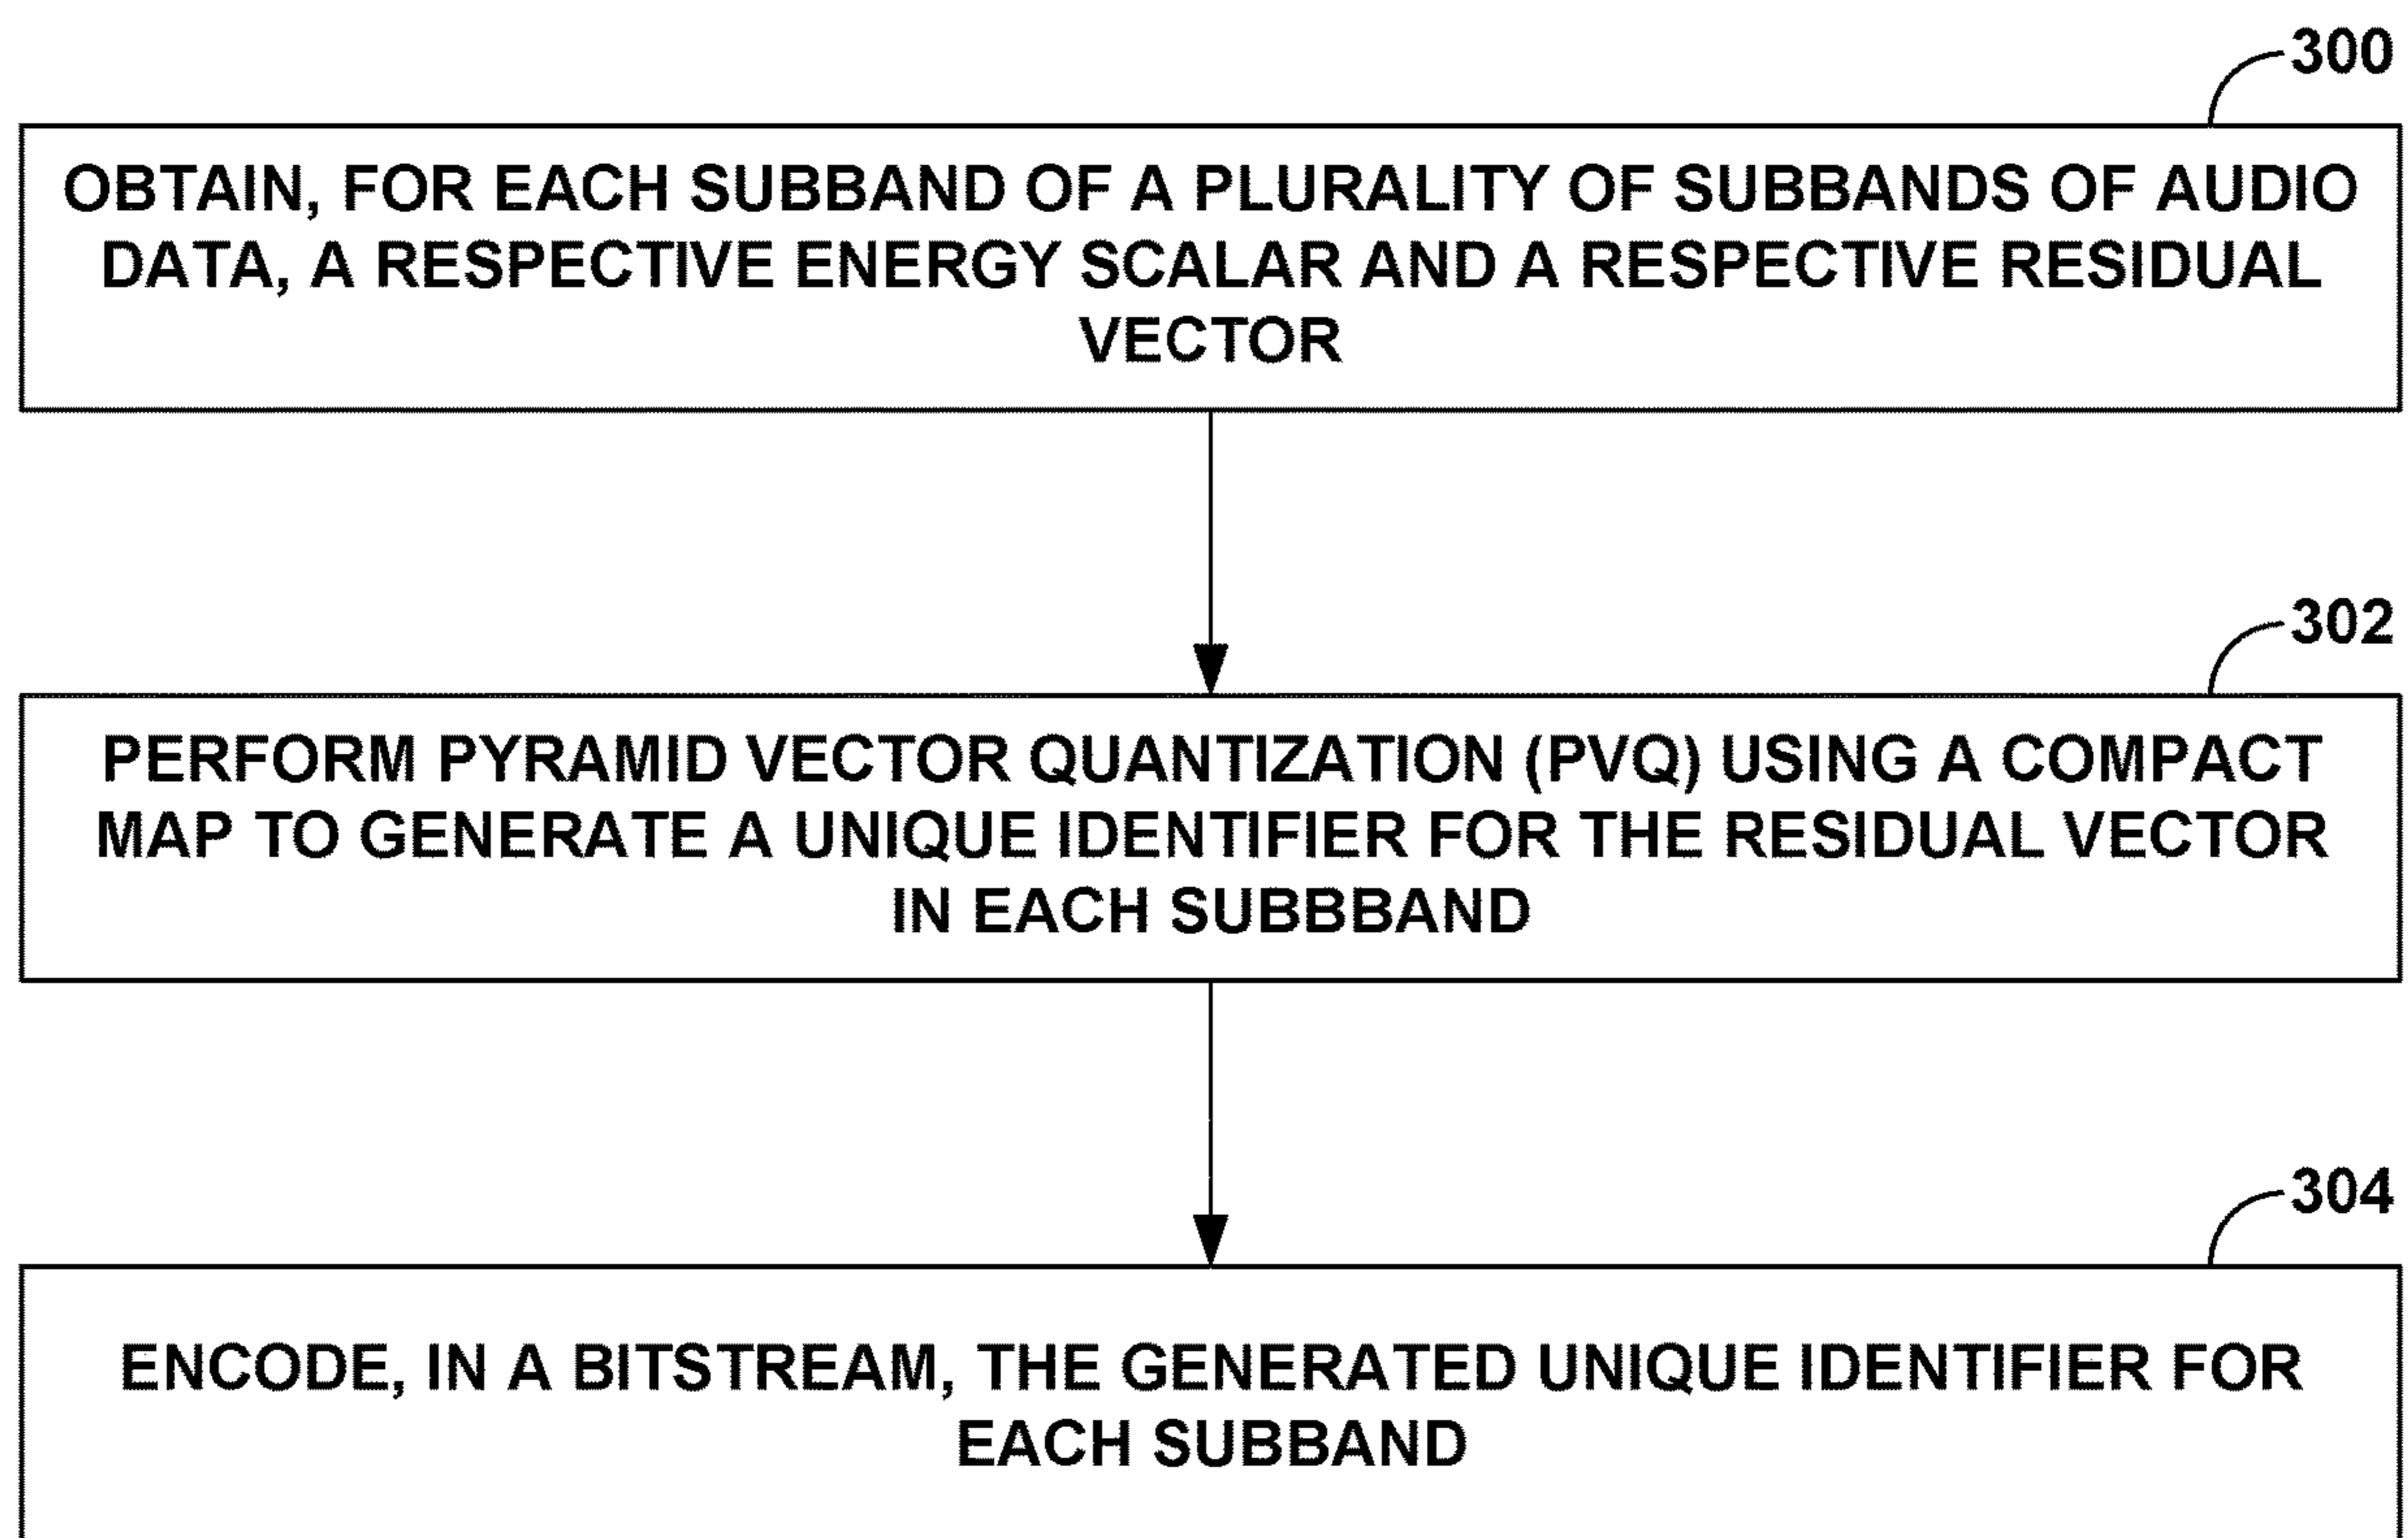 300
OBTAIN, FOR EACH SUBBAND OF A PLURALITY OF SUBBANDS OF AUDIO
DATA, A RESPECTIVE ENERGY SCALAR AND A RESPECTIVE RESIDUAL
VECTOR
302
PERFORM PYRAMID VECTOR QUANTIZATION (PVQ) USING A COMPACT
MAP TO GENERATE A UNIQUE IDENTIFIER FOR THE RESIDUAL VECTOR
IN EACH SUBBBAND
304
ENCODE, IN A BITSTREAM, THE GENERATED UNIQUE IDENTIFIER FOR
EACH SUBBAND